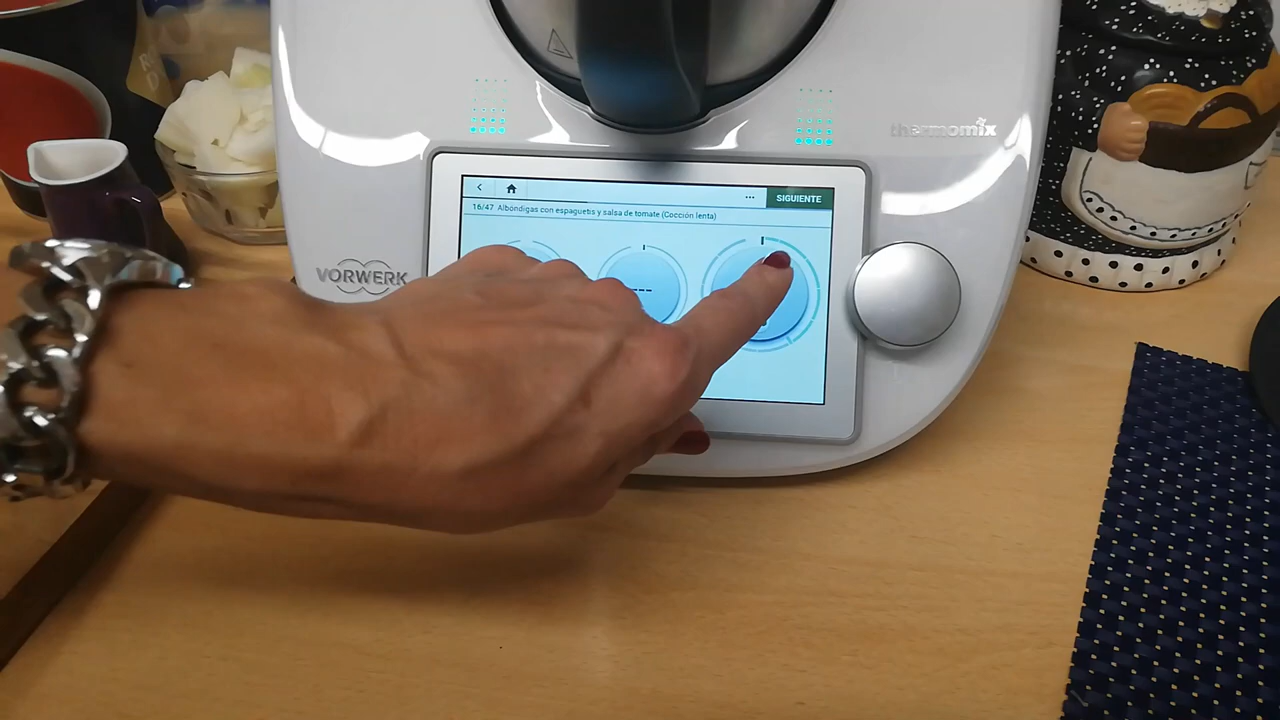 thermomix
SIGUIENTE
16/47 Albóndigas con espaguetis y salsa de tomate (Cocción lenta)
VORWERK